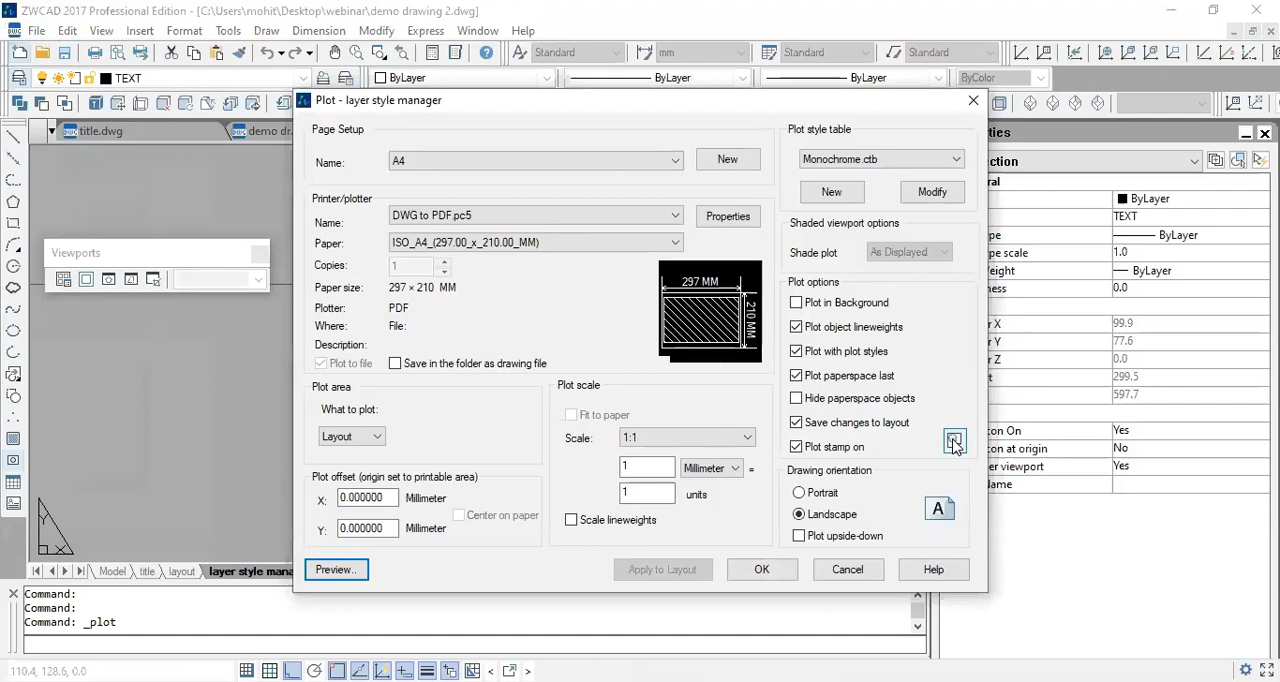 ZWCAD 2017 Professional Edition - [C:\Users\mohit\Desktop\webinar\demo drawing 2.dwg]
File Edit View Insert Format Tools Draw Dimension Modify Express Window Help
Standard mm Standard Standard
TEXT ByLayer ByLayer ByLayer ByColor
title.dwg demo dr
Plot - layer style manager
Page Setup
Name: A4 New
Printer/plotter
Name: DWG to PDF.pc5 Properties
Paper: ISO_A4_(297.00_x_210.00_MM)
Copies: 1
Paper size: 297 × 210 MM
Plotter: PDF
Where: File:
Description:
Plot to file Save in the folder as drawing file
297 MM
210 MM
Plot area
What to plot:
Layout
Plot offset (origin set to printable area)
X: 0.000000 Millimeter
Center on paper
Y: 0.000000 Millimeter
Plot scale
Fit to paper
Scale: 1:1
1 Millimeter =
1 units
Scale lineweights
Plot style table
Monochrome.ctb
New Modify
Shaded viewport options
Shade plot As Displayed
Plot options
Plot in Background
Plot object lineweights
Plot with plot styles
Plot paperspace last
Hide paperspace objects
Save changes to layout
Plot stamp on
Drawing orientation
Portrait
Landscape
A
Plot upside-down
Preview.. Apply to Layout OK Cancel Help
Viewports
ties
ction
ral
ByLayer
TEXT
pe ByLayer
pe scale 1.0
eight ByLayer
ness 0.0
r X 99.9
r Y 77.6
r Z 0.0
t 299.5
597.7
con On Yes
con at origin No
er viewport Yes
Name
Model title layout layer style mana
Command:
Command:
Command: _plot
110.4, 128.6, 0.0